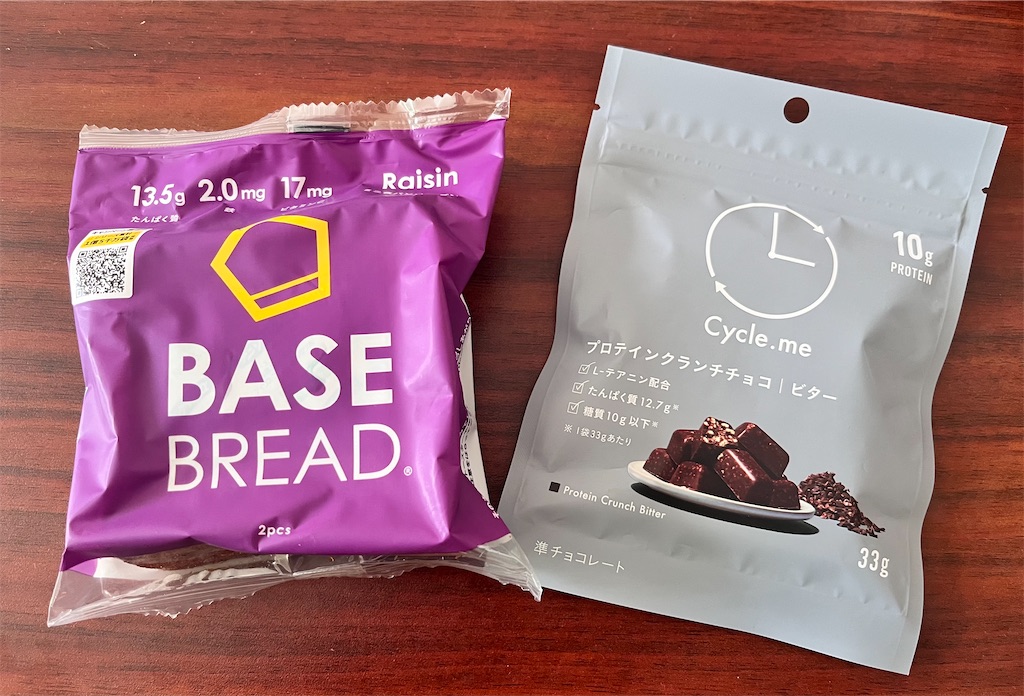 13.5g 2.0mg 17mg Raisin
たんぱく質
BASE
BREAD®
2pcs
10g
PROTEIN
Cycle.me
プロテインクランチチョコ｜ビター
L-テアニン配合
たんぱく質12.7g※
糖質10g以下※
※1袋33gあたり
Protein Crunch Bitter
準チョコレート
33g